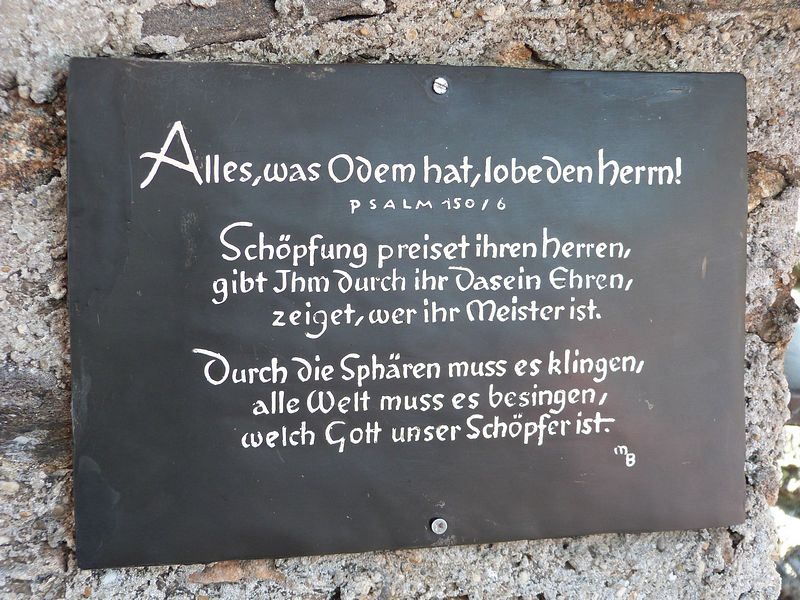 Alles, was Odem hat, lobe den Herrn!
PSALM 150/6
Schöpfung preiset ihren Herren,
gibt Ihm durch ihr Dasein Ehren,
zeiget, wer ihr Meister ist.
Durch die Sphären muss es klingen,
alle Welt muss es besingen,
welch Gott unser Schöpfer ist.
mB